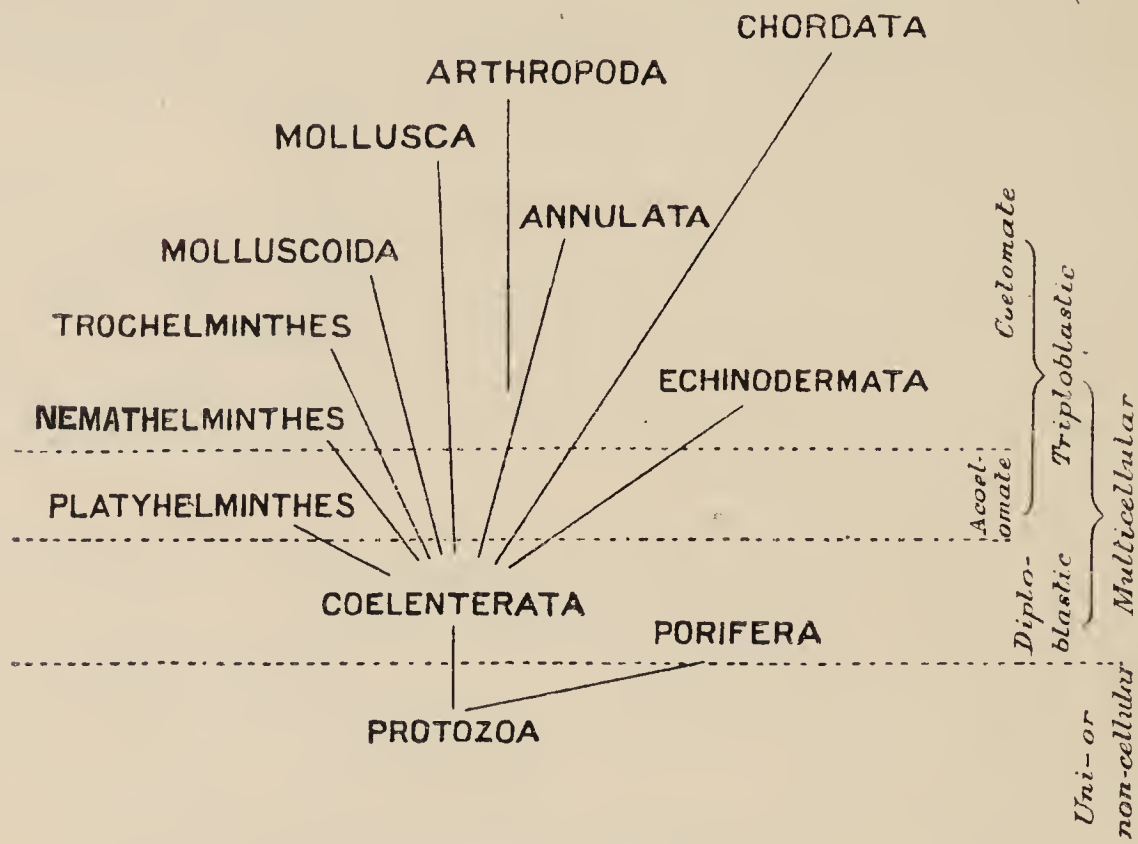 CHORDATA
ARTHROPODA
MOLLUSCA
ANNULATA
MOLLUSCOIDA
TROCHELMINTHES
ECHINODERMATA
NEMATHELMINTHES
PLATYHELMINTHES
COELENTERATA
PORIFERA
PROTOZOA
Coelomate
Acoel-
omate
Triploblastic
Diplo-
blastic
Multicellular
Uni-or
non-cellular